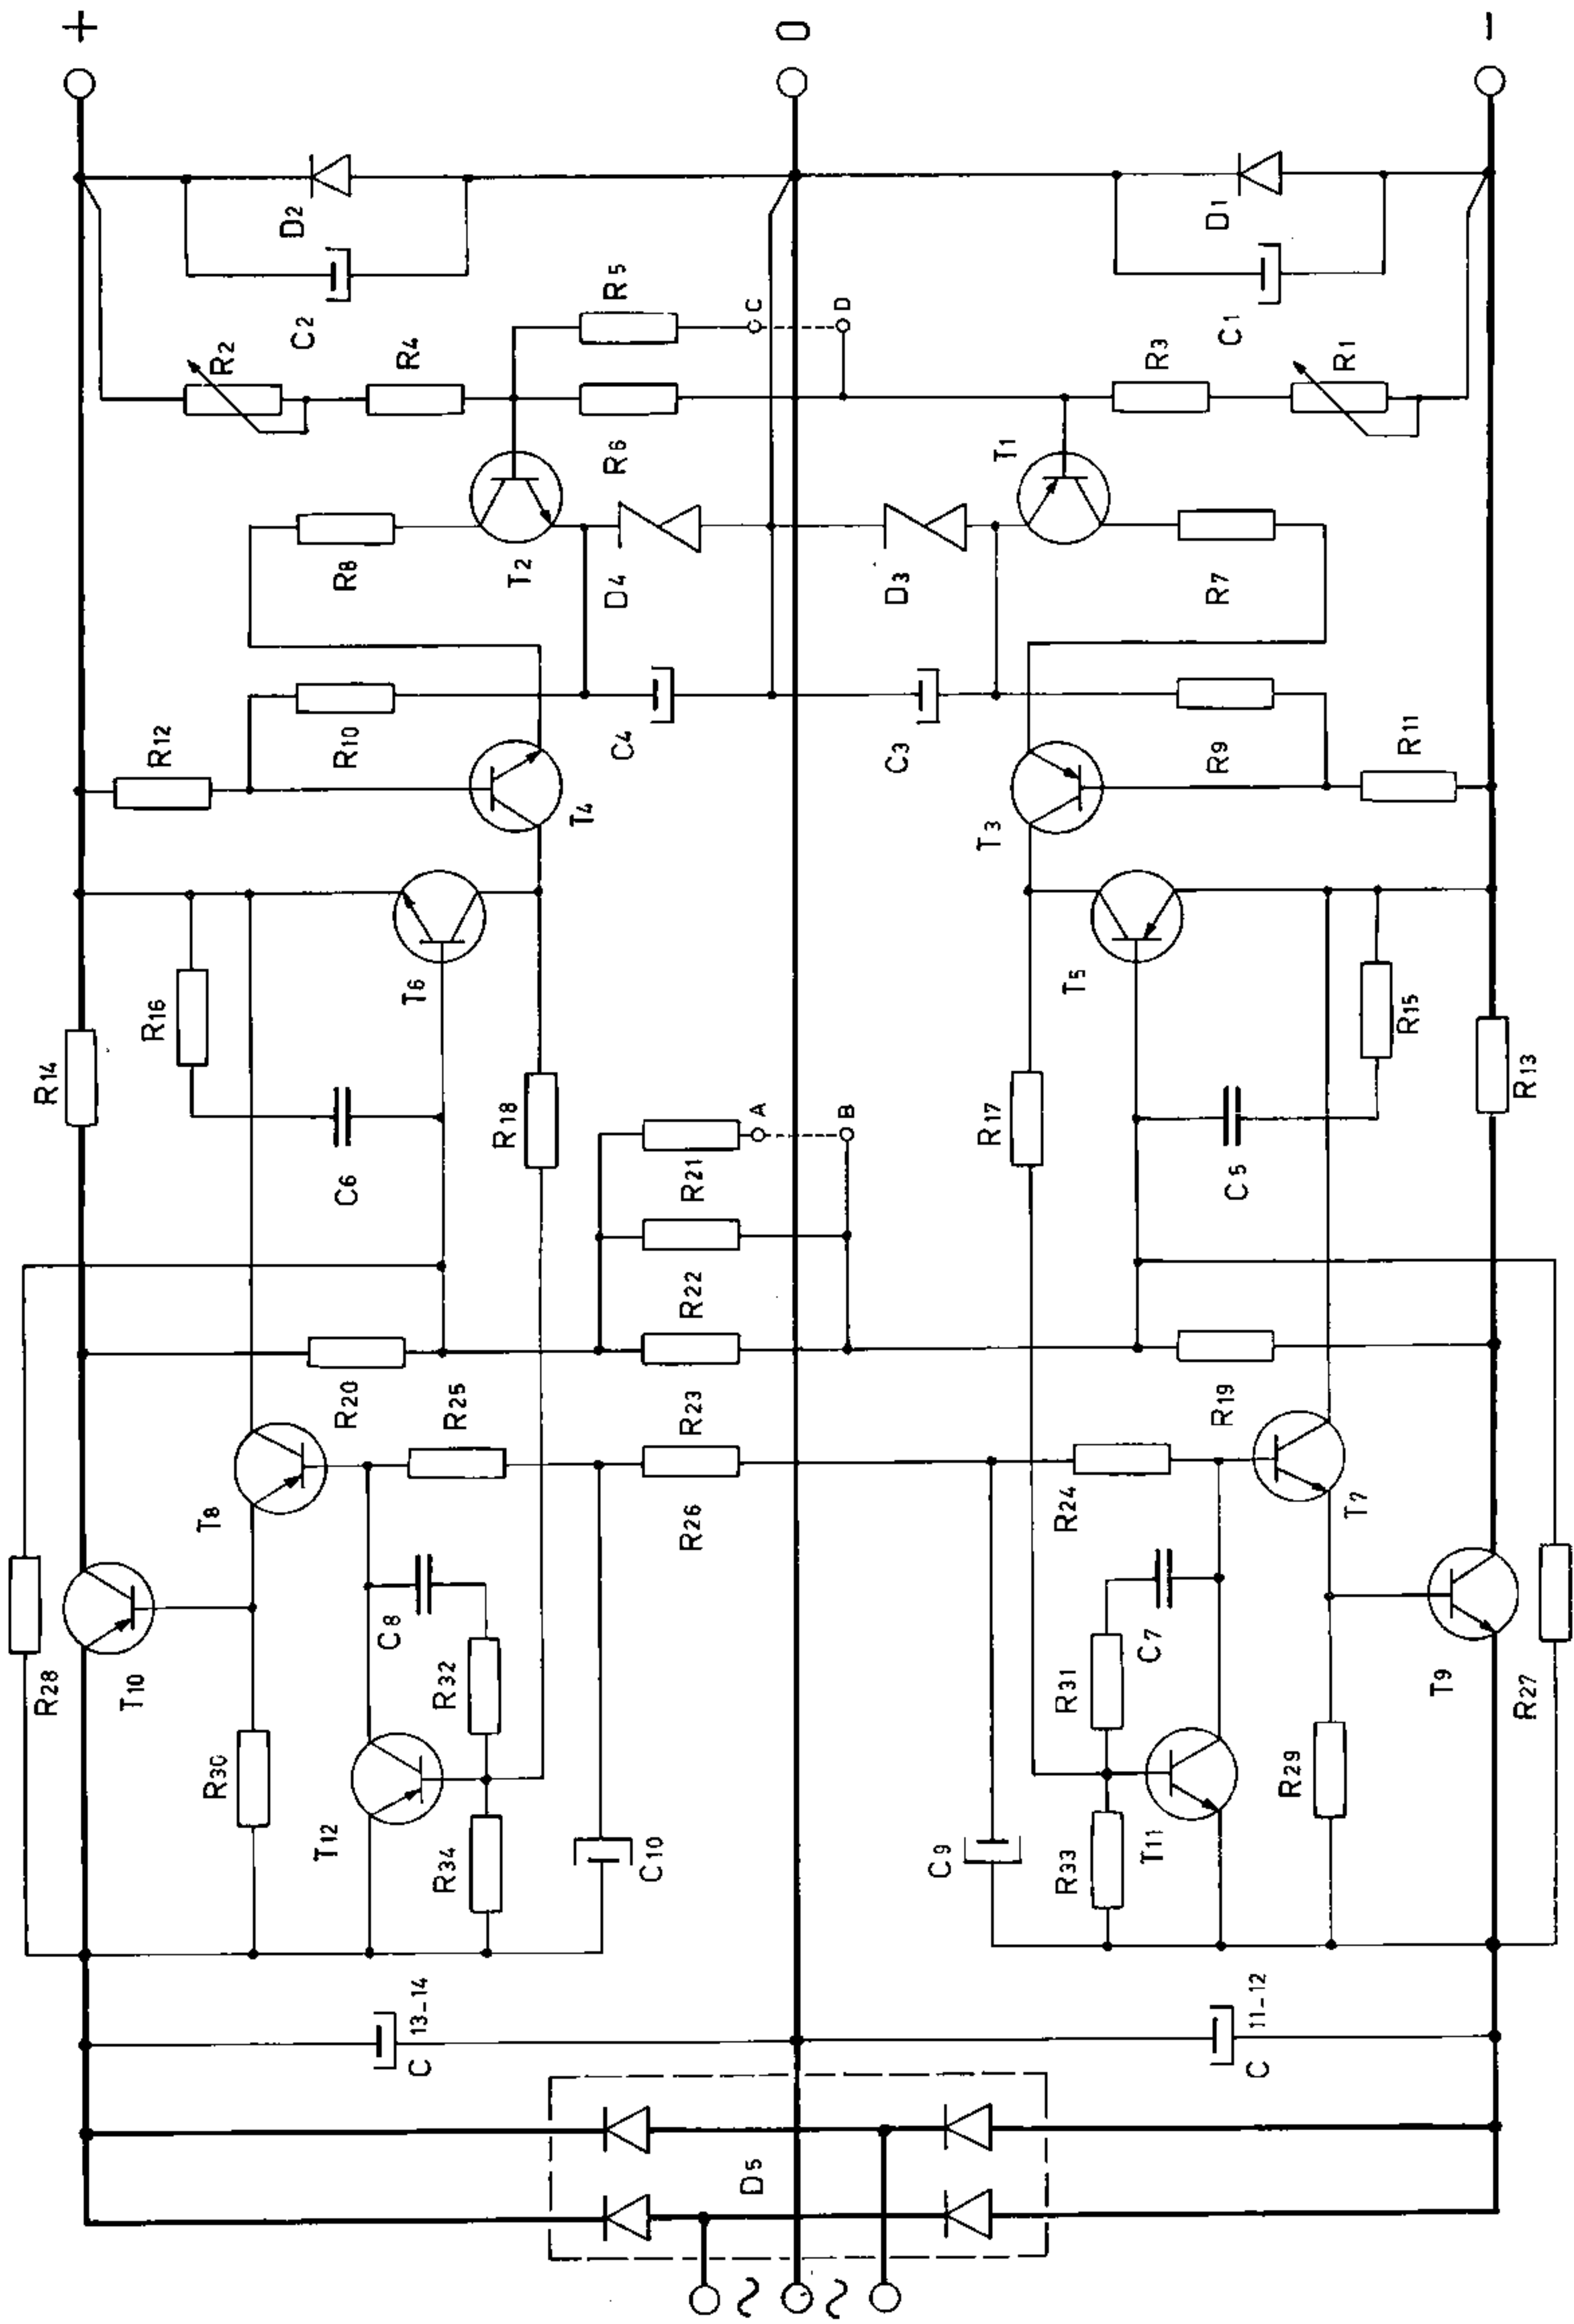 +
0
-
D2
D1
C2
R5
C1
R2
R4
C
D
R3
R1
R6
T1
R8
T2
D4
D3
R7
R12
R10
C4
C3
R9
R11
T4
T3
R16
T6
T5
R15
R14
R18
A
B
R17
R13
C6
R21
C5
R22
R20
R25
R23
R19
T8
R26
R24
T7
C8
C7
R28
T10
R32
R31
T9
R27
R30
T12
R34
C10
C9
R33
T11
R29
C 13-14
C 11-12
D5
~
~